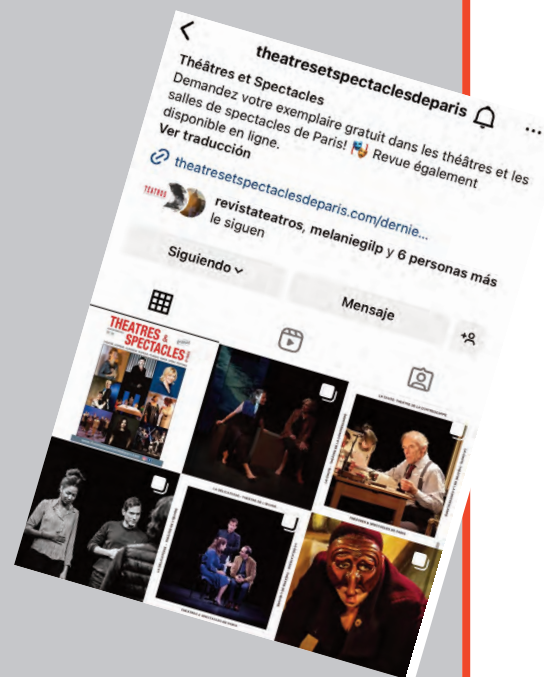 theatresetspectaclesdeparis
...
Théâtres et Spectacles
Demandez votre exemplaire gratuit dans les théâtres et les
salles de spectacles de Paris! 🎭 Revue également
disponible en ligne.
Ver traducción
theatresetspectaclesdeparis.com/dernie...
TEATROS
revistateatros, melaniegilp y 6 personas más
le siguen
Siguiendo
Mensaje
THEATRES &
SPECTACLES